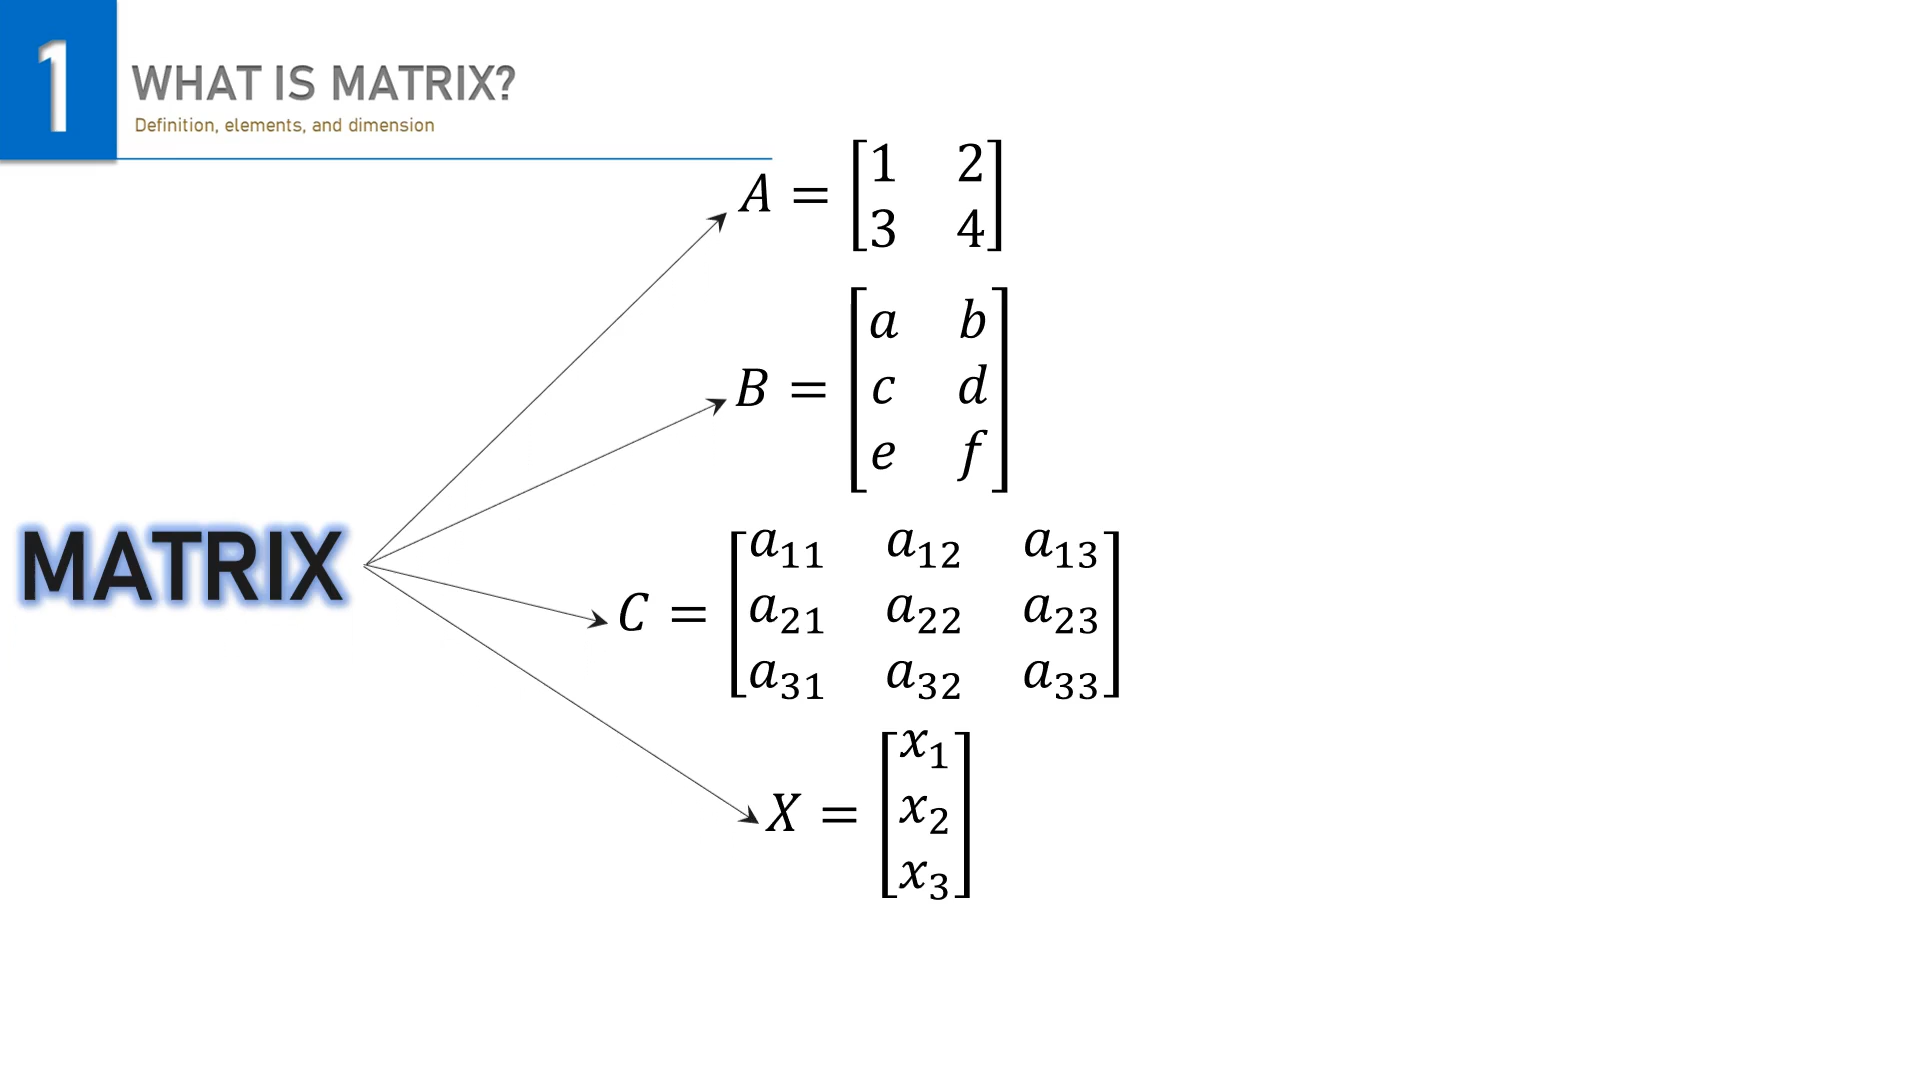 1
WHAT IS MATRIX?
Definition, elements, and dimension
A = [1 2
3 4]
B = [a b
c d
e f]
MATRIX
C = [a₁₁ a₁₂ a₁₃
a₂₁ a₂₂ a₂₃
a₃₁ a₃₂ a₃₃]
X = [x₁
x₂
x₃]